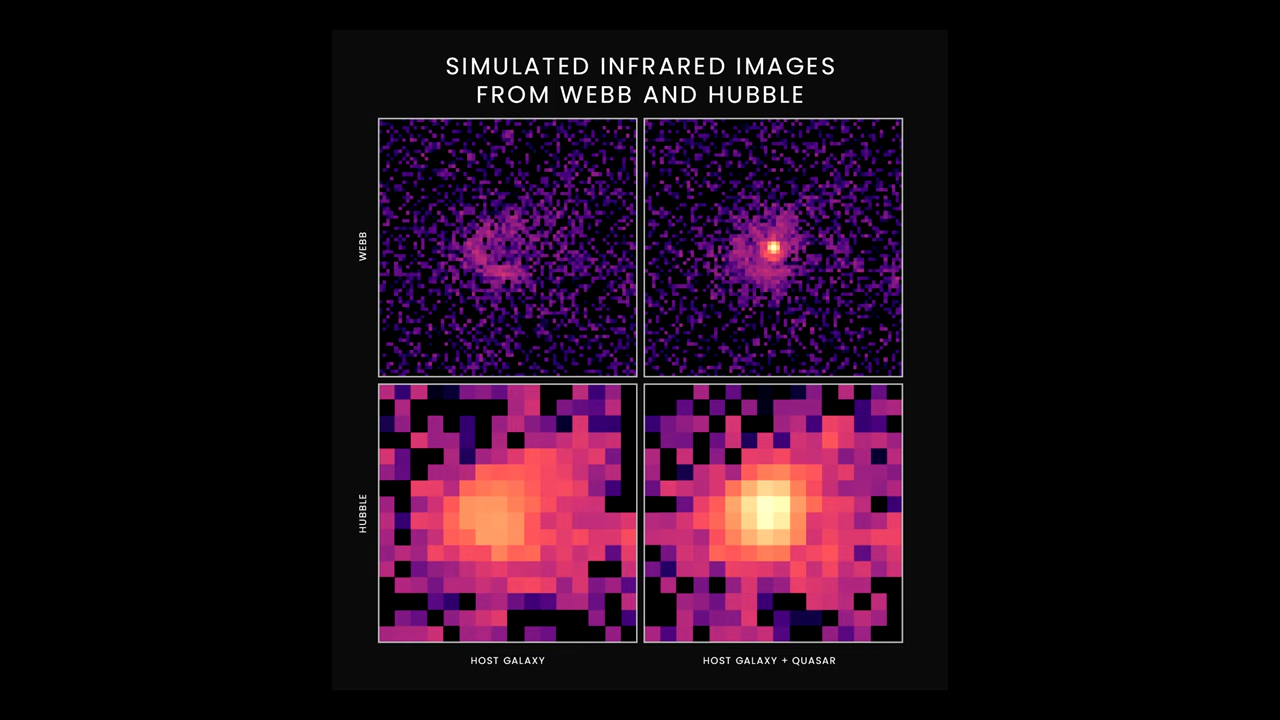 SIMULATED INFRARED IMAGES
FROM WEBB AND HUBBLE
WEBB
HUBBLE
HOST GALAXY
HOST GALAXY + QUASAR